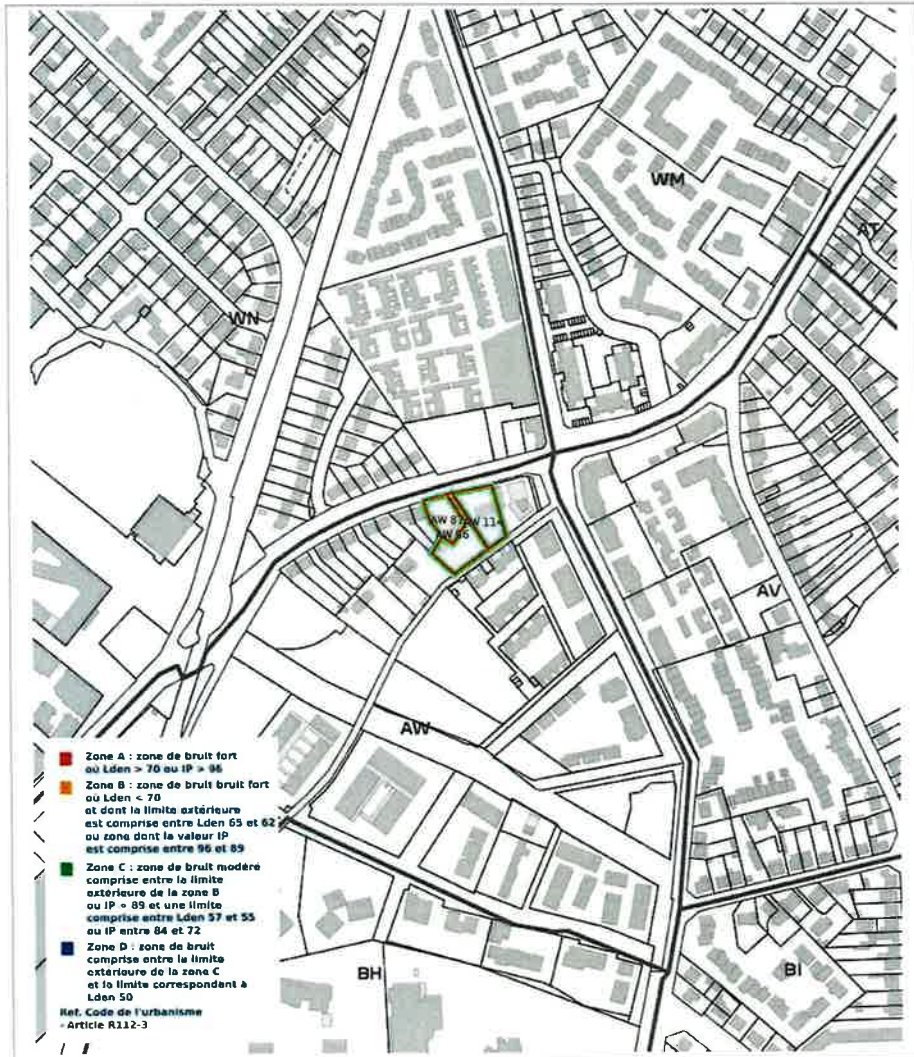 WM
AT
WN
AW 87
AW 114
AW 86
AV
AW
Zone A : zone de bruit fort
où Lden > 70 ou IP > 96
Zone B : zone de bruit bruit fort
où Lden < 70
et dont la limite extérieure
est comprise entre Lden 65 et 62
ou zone dont la valeur IP
est comprise entre 96 et 89
Zone C : zone de bruit modéré
comprise entre la limite
extérieure de la zone B
ou IP = 89 et une limite
comprise entre Lden 57 et 55
ou IP entre 84 et 72
Zone D : zone de bruit
comprise entre la limite
extérieure de la zone C
et la limite correspondant à
Lden 50
Ref. Code de l'urbanisme
- Article R112-3
BH
BI